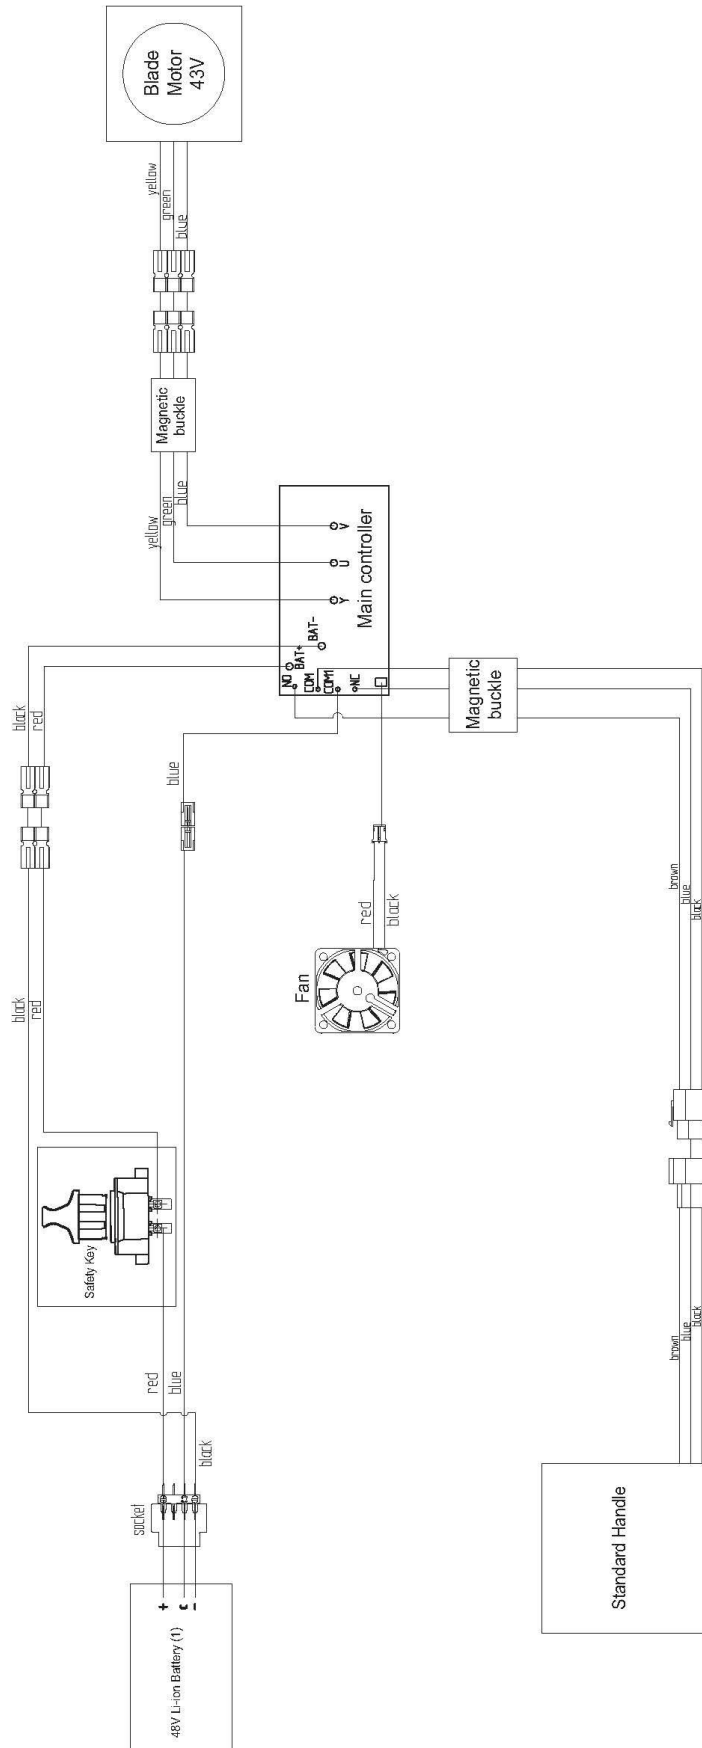 Blade
Motor
43V
yellow
green
blue
Magnetic
buckle
yellow
green
blue
Y
U
V
Main controller
BAT-
BAT+
NO
COM
COM1
NC
black
red
blue
Magnetic
buckle
red
black
Fan
black
red
brown
blue
black
Safety Key
red
blue
black
brown
blue
black
socket
+
c
-
48V Li-ion Battery (1)
Standard Handle